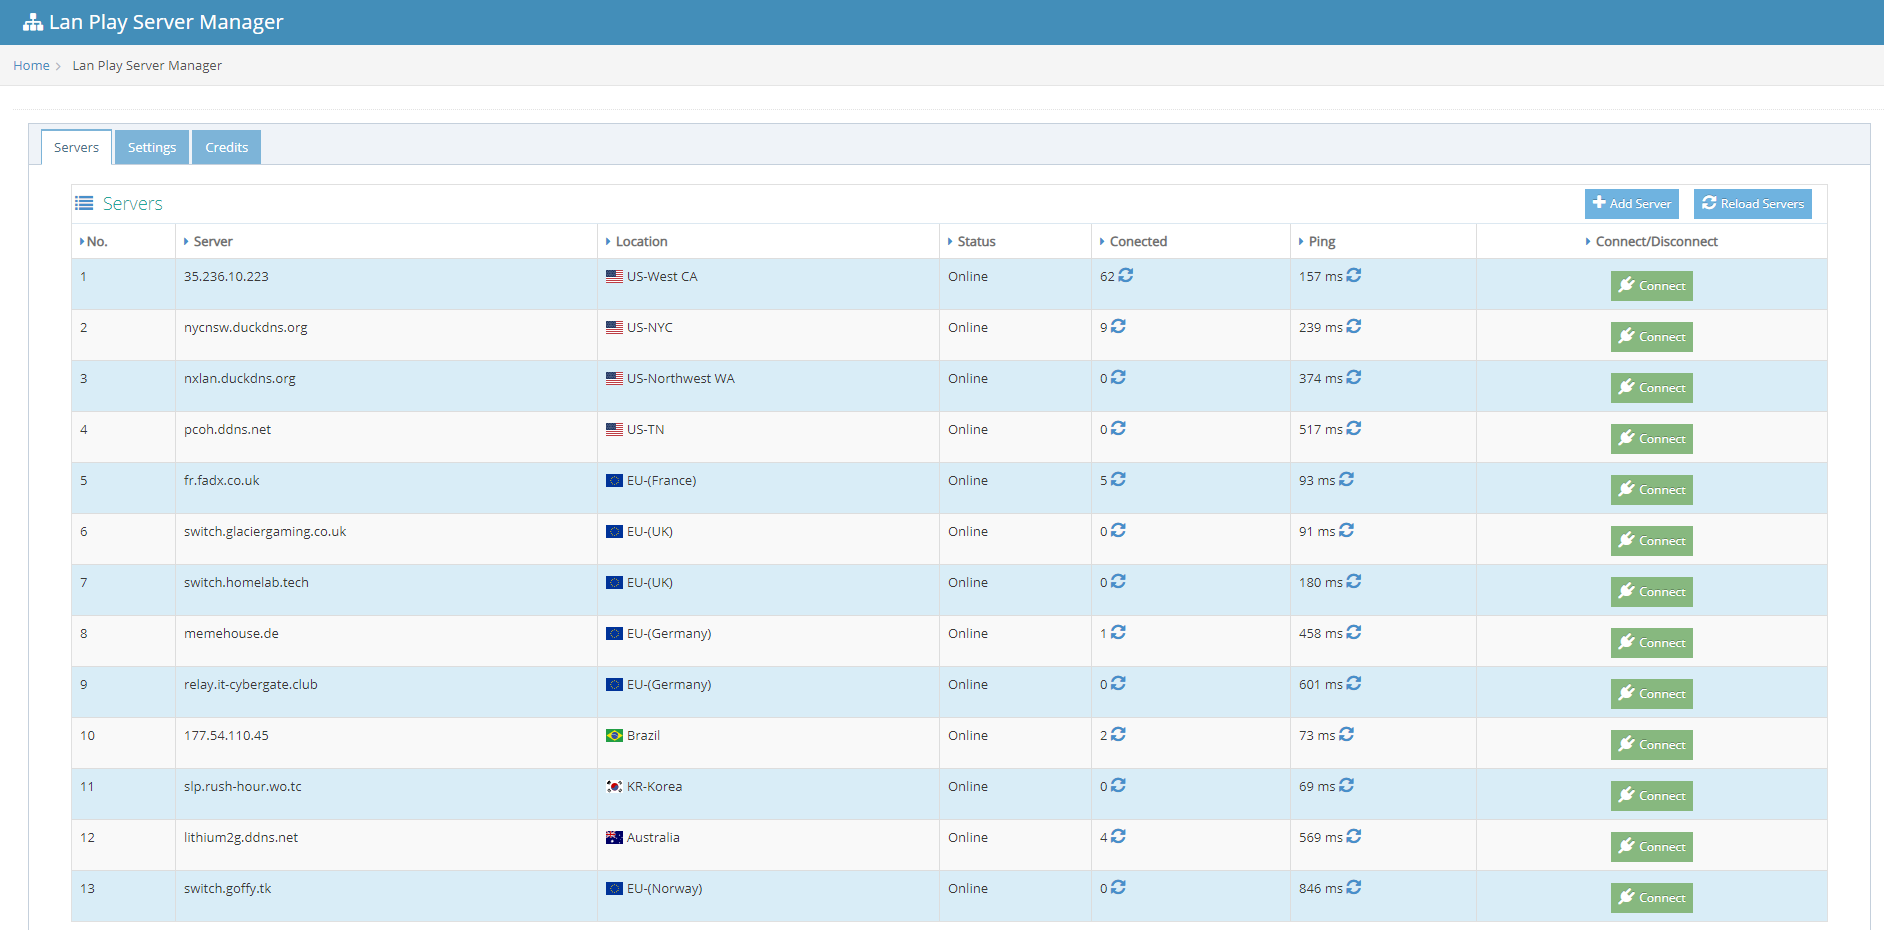 Lan Play Server Manager
Home Lan Play Server Manager
Servers Settings Credits
Servers Add Server Reload Servers
No. Server Location Status Conected Ping Connect/Disconnect
1 35.236.10.223 US-West CA Online 62 157 ms Connect
2 nycnsw.duckdns.org US-NYC Online 9 239 ms Connect
3 nxlan.duckdns.org US-Northwest WA Online 0 374 ms Connect
4 pcoh.ddns.net US-TN Online 0 517 ms Connect
5 fr.fadx.co.uk EU-(France) Online 5 93 ms Connect
6 switch.glaciergaming.co.uk EU-(UK) Online 0 91 ms Connect
7 switch.homelab.tech EU-(UK) Online 0 180 ms Connect
8 memehouse.de EU-(Germany) Online 1 458 ms Connect
9 relay.it-cybergate.club EU-(Germany) Online 0 601 ms Connect
10 177.54.110.45 Brazil Online 2 73 ms Connect
11 slp.rush-hour.wo.tc KR-Korea Online 0 69 ms Connect
12 lithium2g.ddns.net Australia Online 4 569 ms Connect
13 switch.goffy.tk EU-(Norway) Online 0 846 ms Connect